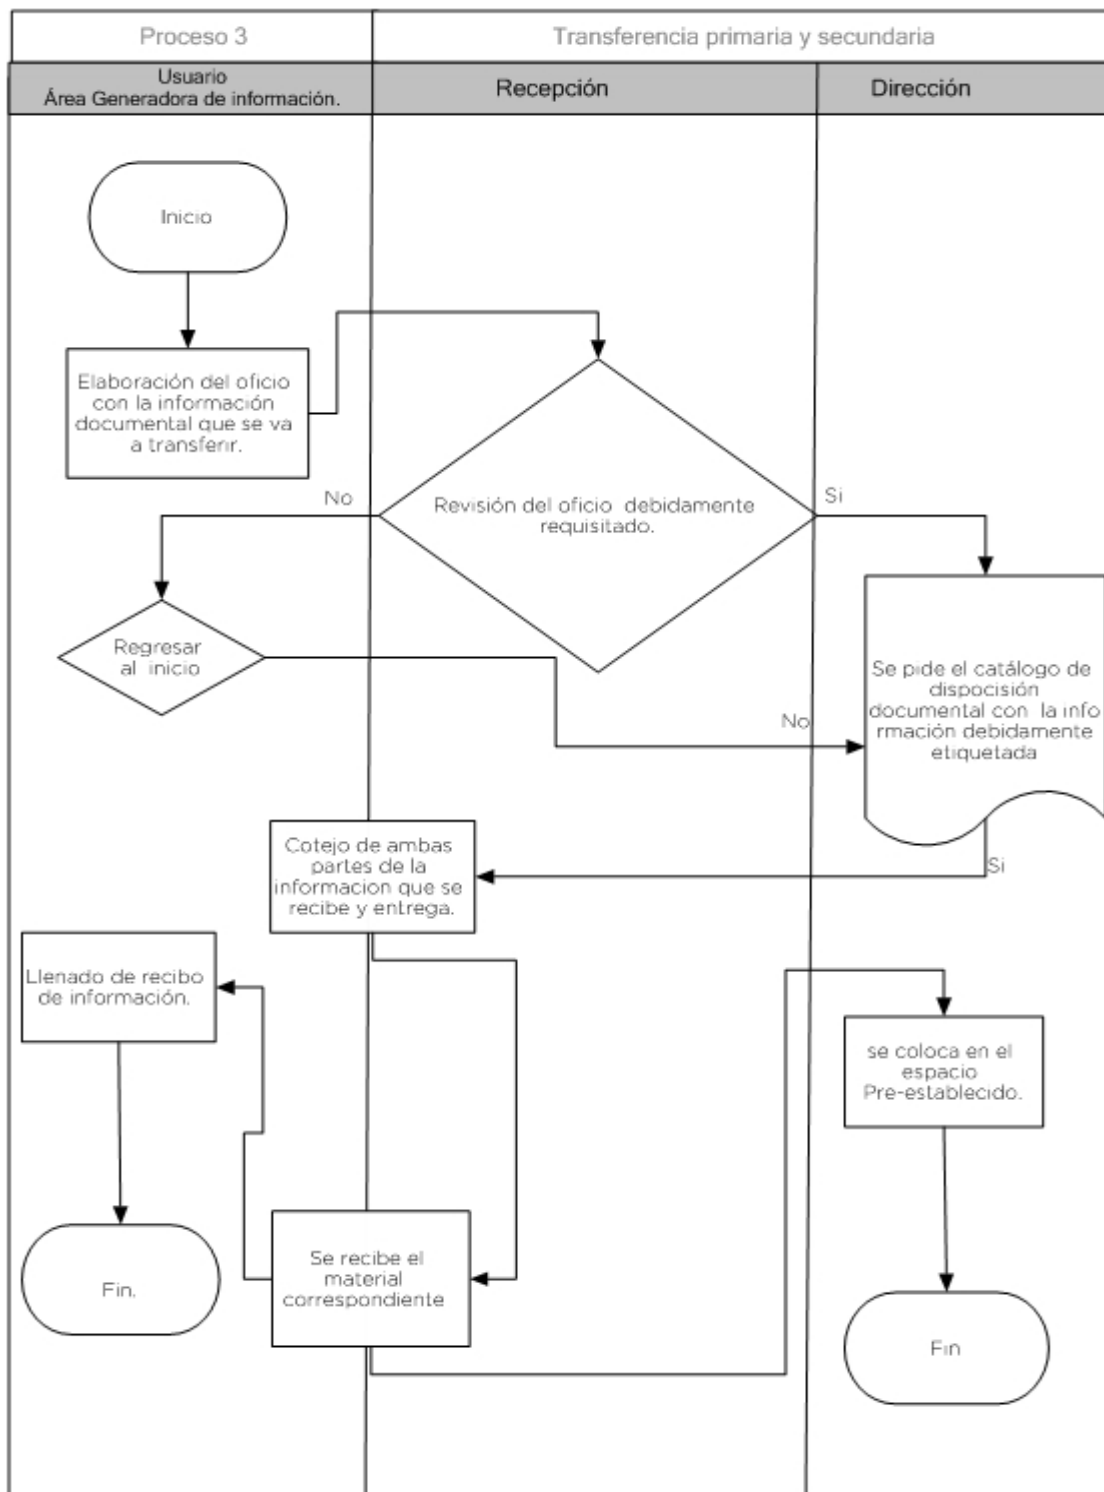 Proceso 3
Transferencia primaria y secundaria
Usuario
Área Generadora de información.
Recepción
Dirección
Inicio
Elaboración del oficio
con la información
documental que se va
a transferir.
No
Revisión del oficio debidamente
requisitado.
Si
Regresar
al inicio
Se pide el catálogo de
dispocisión
documental con la info
rmación debidamente
etiquetada
No
Si
Cotejo de ambas
partes de la
informacion que se
recibe y entrega.
Llenado de recibo
de información.
se coloca en el
espacio
Pre-establecido.
Se recibe el
material
correspondiente
Fin.
Fin